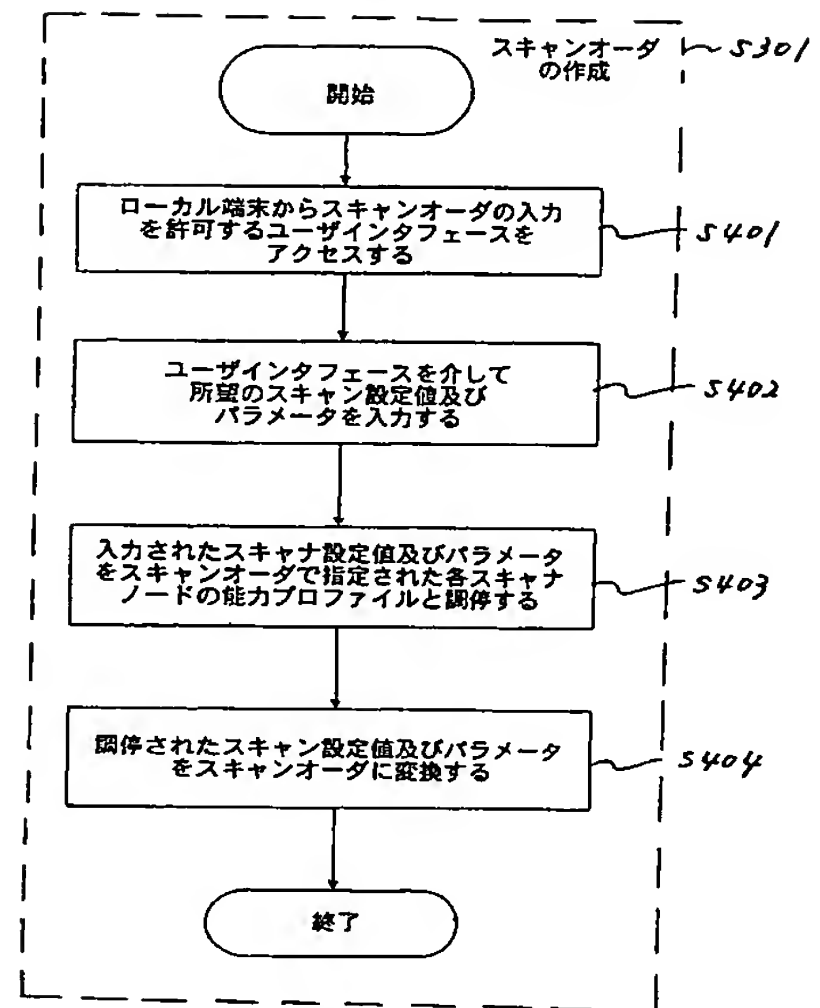 スキャンオーダ
の作成
S301
開始
ローカル端末からスキャンオーダの入力
を許可するユーザインタフェースを
アクセスする
S401
ユーザインタフェースを介して
所望のスキャン設定値及び
パラメータを入力する
S402
入力されたスキャナ設定値及びパラメータ
をスキャンオーダで指定された各スキャナ
ノードの能力プロファイルと調停する
S403
調停されたスキャン設定値及びパラメータ
をスキャンオーダに変換する
S404
終了